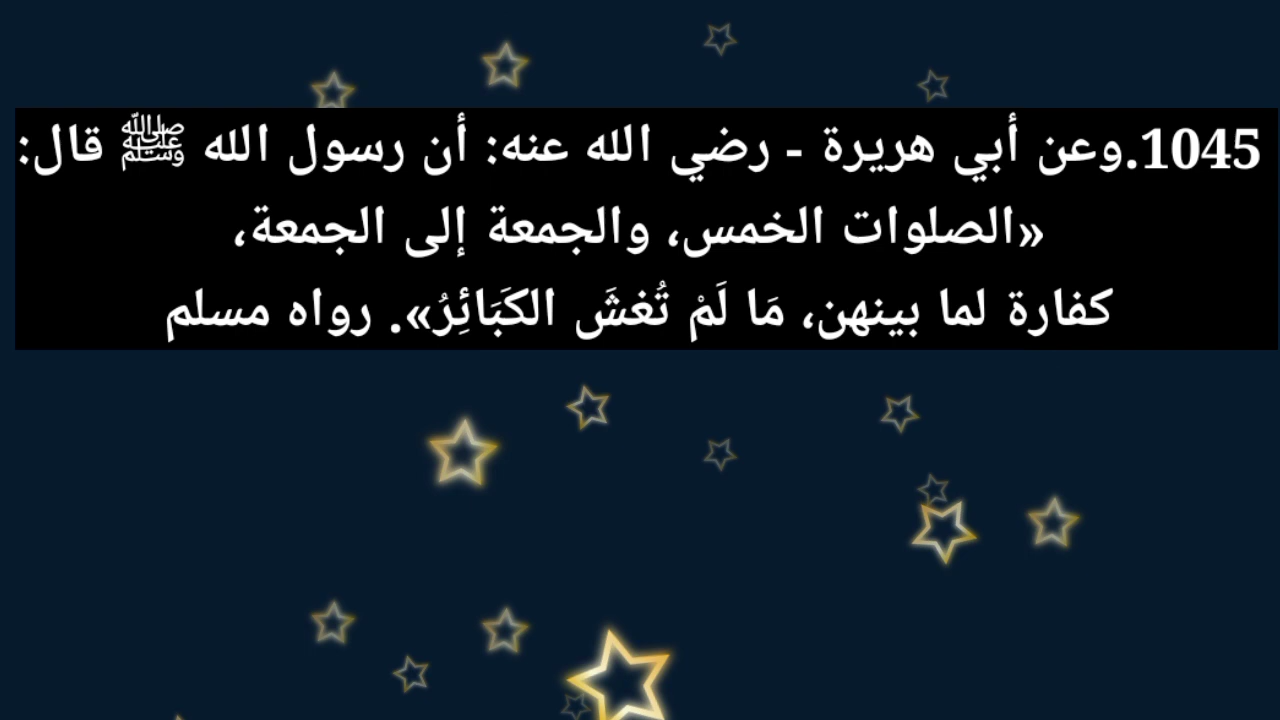 1045.وعن أبي هريرة - رضي الله عنه: أن رسول الله ﷺ قال:
«الصلوات الخمس، والجمعة إلى الجمعة،
كفارة لما بينهن، مَا لَمْ تُغشَ الكَبَائِرُ». رواه مسلم